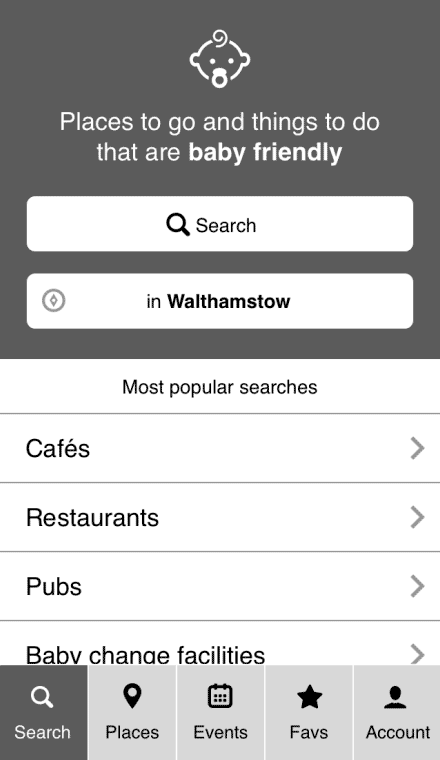 Places to go and things to do
that are baby friendly
Search
in Walthamstow
Most popular searches
Cafés
Restaurants
Pubs
Baby change facilities
Search
Places
Events
Favs
Account